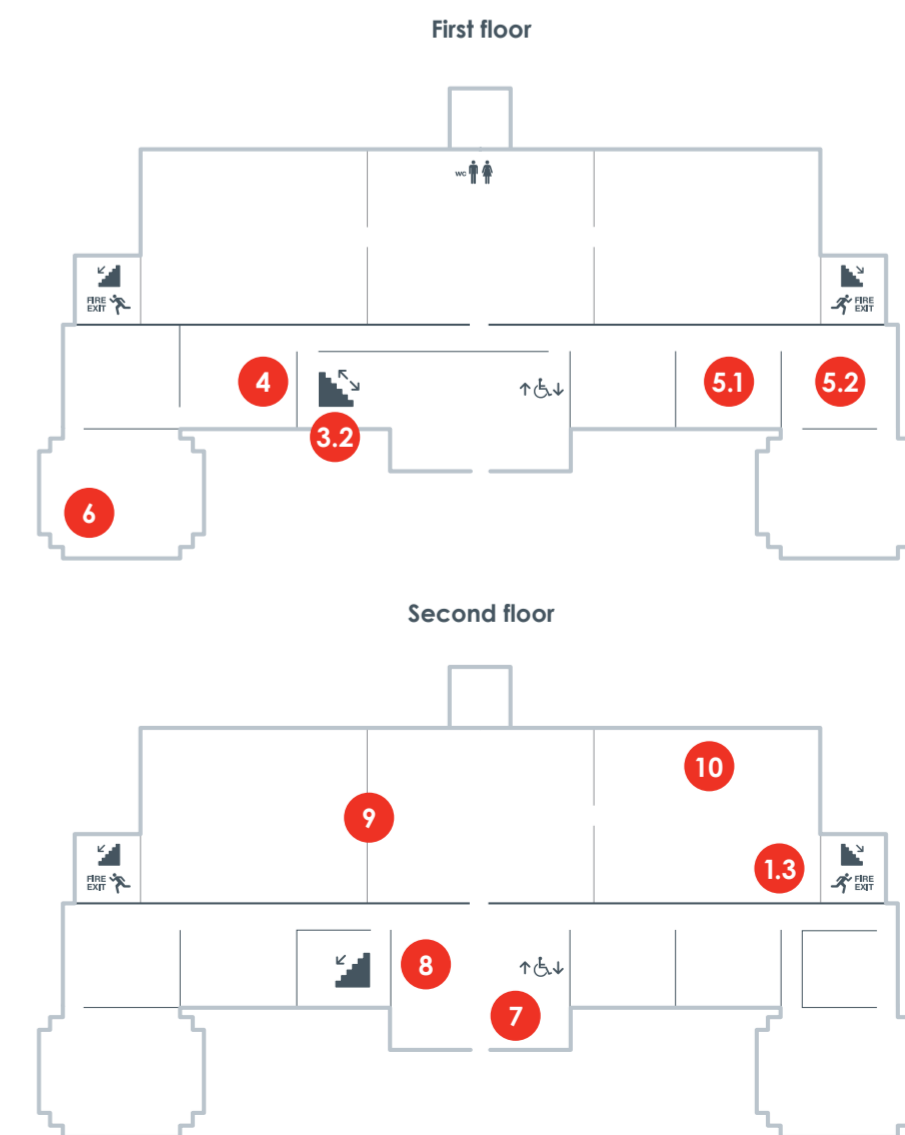 First floor
WC
FIRE
EXIT
FIRE
EXIT
4
5.1
5.2
3.2
6
Second floor
10
9
FIRE
EXIT
1.3
FIRE
EXIT
8
7